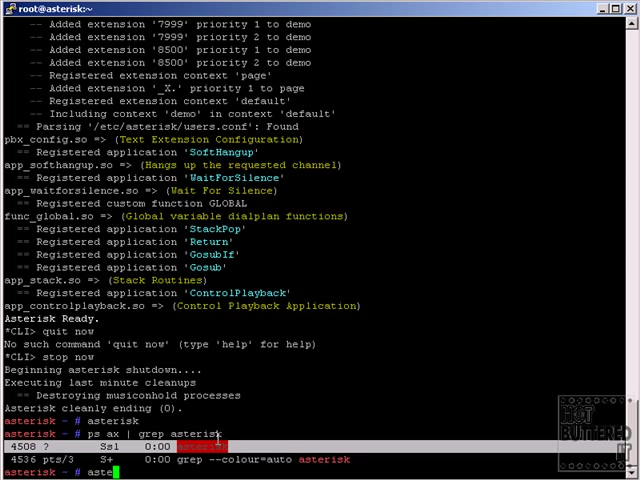 root@asterisk:~
-- Added extension '7999' priority 1 to demo
-- Added extension '7999' priority 2 to demo
-- Added extension '8500' priority 1 to demo
-- Added extension '8500' priority 2 to demo
-- Registered extension context 'page'
-- Added extension '_X.' priority 1 to page
-- Registered extension context 'default'
-- Including context 'demo' in context 'default'
== Parsing '/etc/asterisk/users.conf': Found
pbx_config.so => (Text Extension Configuration)
== Registered application 'SoftHangup'
app_softhangup.so => (Hangs up the requested channel)
== Registered application 'WaitForSilence'
app_waitforsilence.so => (Wait For Silence)
== Registered custom function GLOBAL
func_global.so => (Global variable dialplan functions)
== Registered application 'StackPop'
== Registered application 'Return'
== Registered application 'GosubIf'
== Registered application 'Gosub'
app_stack.so => (Stack Routines)
== Registered application 'ControlPlayback'
app_controlplayback.so => (Control Playback Application)
Asterisk Ready.
*CLI> quit now
No such command 'quit now' (type 'help' for help)
*CLI> stop now
Beginning asterisk shutdown....
Executing last minute cleanups
== Destroying musiconhold processes
Asterisk cleanly ending (0).
asterisk ~ # asterisk
asterisk ~ # ps ax | grep asterisk
4508 ? Ssl 0:00 asterisk
4536 pts/3 S+ 0:00 grep --colour=auto asterisk
asterisk ~ # aste
HOT
BUTTERED
IT